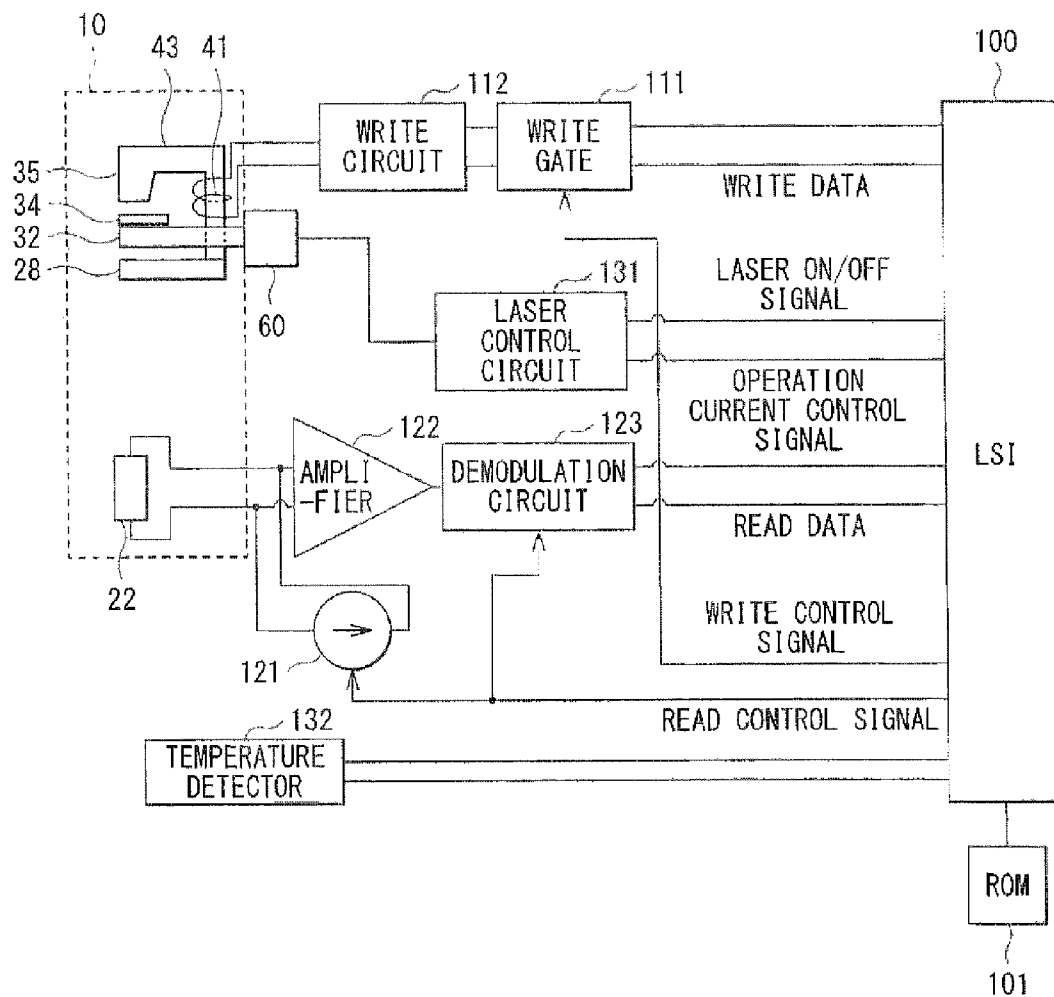 10
43
41
112
111
100
WRITE
CIRCUIT
WRITE
GATE
35
34
32
28
WRITE DATA
60
131
LASER
CONTROL
CIRCUIT
LASER ON/OFF
SIGNAL
OPERATION
CURRENT CONTROL
SIGNAL
LSI
122
AMPLI
-FIER
123
DEMODULATION
CIRCUIT
READ DATA
22
121
WRITE CONTROL
SIGNAL
READ CONTROL SIGNAL
132
TEMPERATURE
DETECTOR
ROM
101